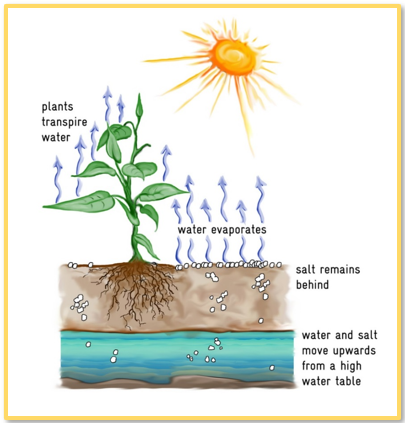 plants
transpire
water
water evaporates
salt remains
behind
water and salt
move upwards
from a high
water table